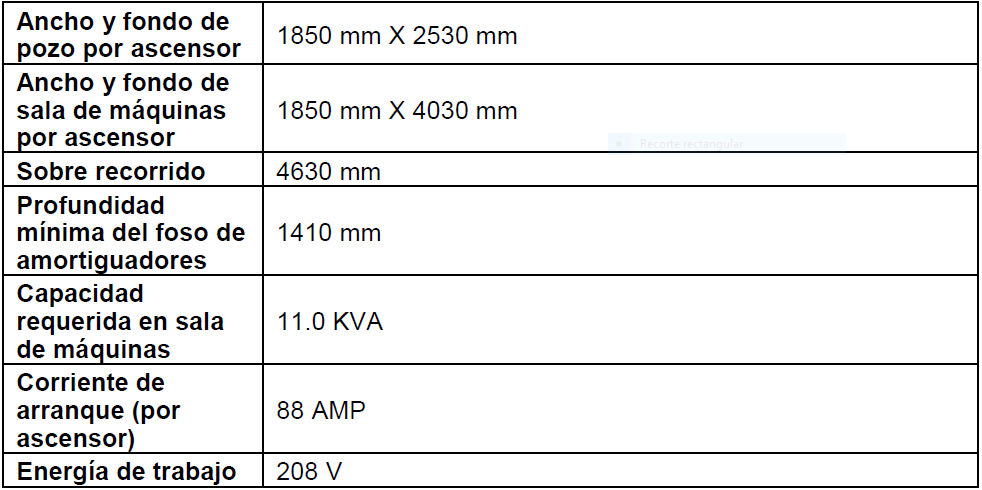 Ancho y fondo de
pozo por ascensor
1850 mm X 2530 mm
Ancho y fondo de
sala de máquinas
por ascensor
1850 mm X 4030 mm
Recorte rectangular
Sobre recorrido
4630 mm
Profundidad
mínima del foso de
amortiguadores
1410 mm
Capacidad
requerida en sala
de máquinas
11.0 KVA
Corriente de
arranque (por
ascensor)
88 AMP
Energía de trabajo
208 V